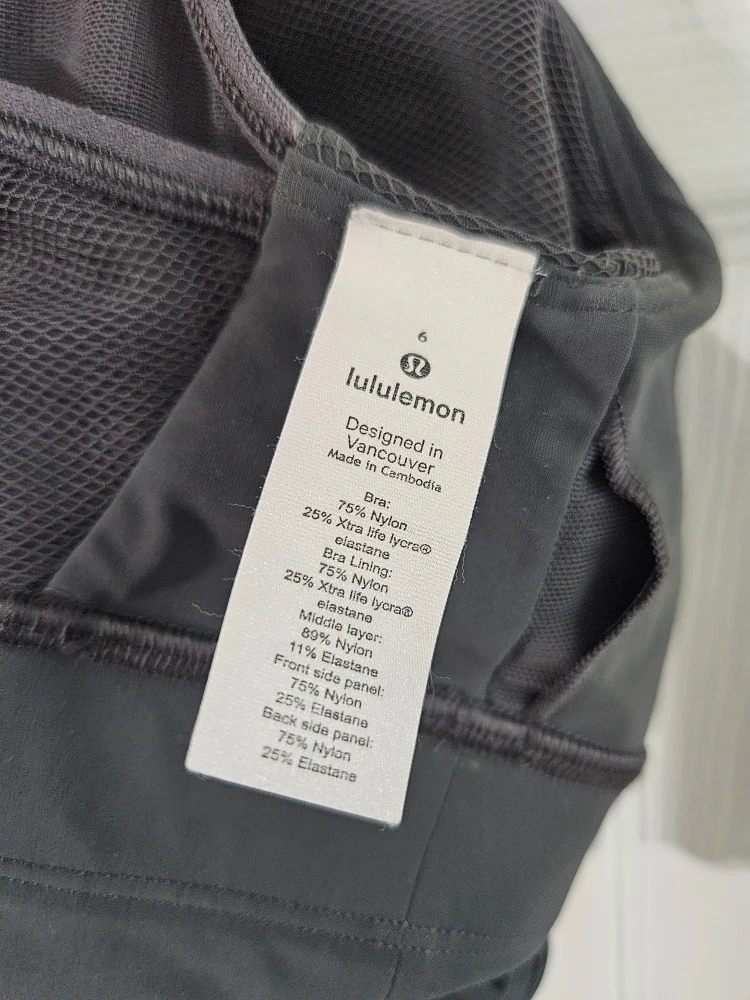 6
lululemon
Designed in
Vancouver
Made in Cambodia
Bra:
75% Nylon
25% Xtra life lycra®
elastane
Bra Lining:
75% Nylon
25% Xtra life lycra®
elastane
Middle layer:
89% Nylon
11% Elastane
Front side panel:
75% Nylon
25% Elastane
Back side panel:
75% Nylon
25% Elastane